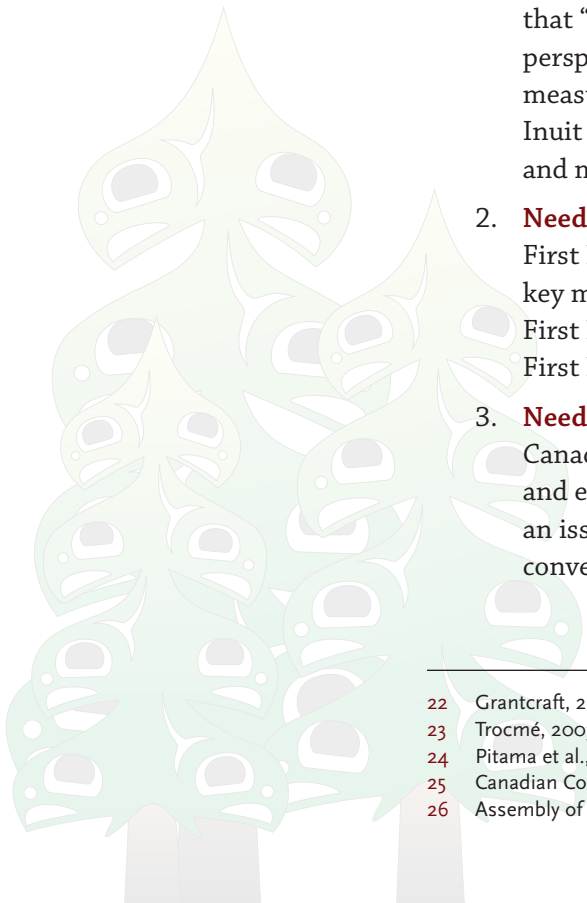 that “
persp
meas
Inuit
and n
2. Need
First
key m
First
First
3. Need
Canad
and e
an iss
conve
22 Grantcraft, 2
23 Trocmé, 200
24 Pitama et al.,
25 Canadian Co
26 Assembly of